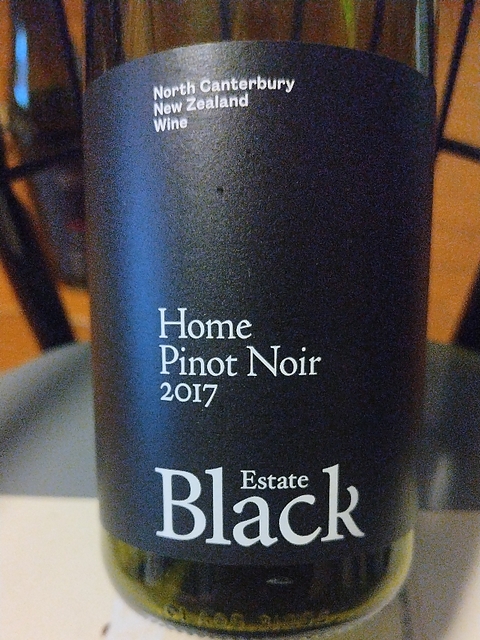 North Canterbury
New Zealand
Wine
Home
Pinot Noir
2017
Estate
Black